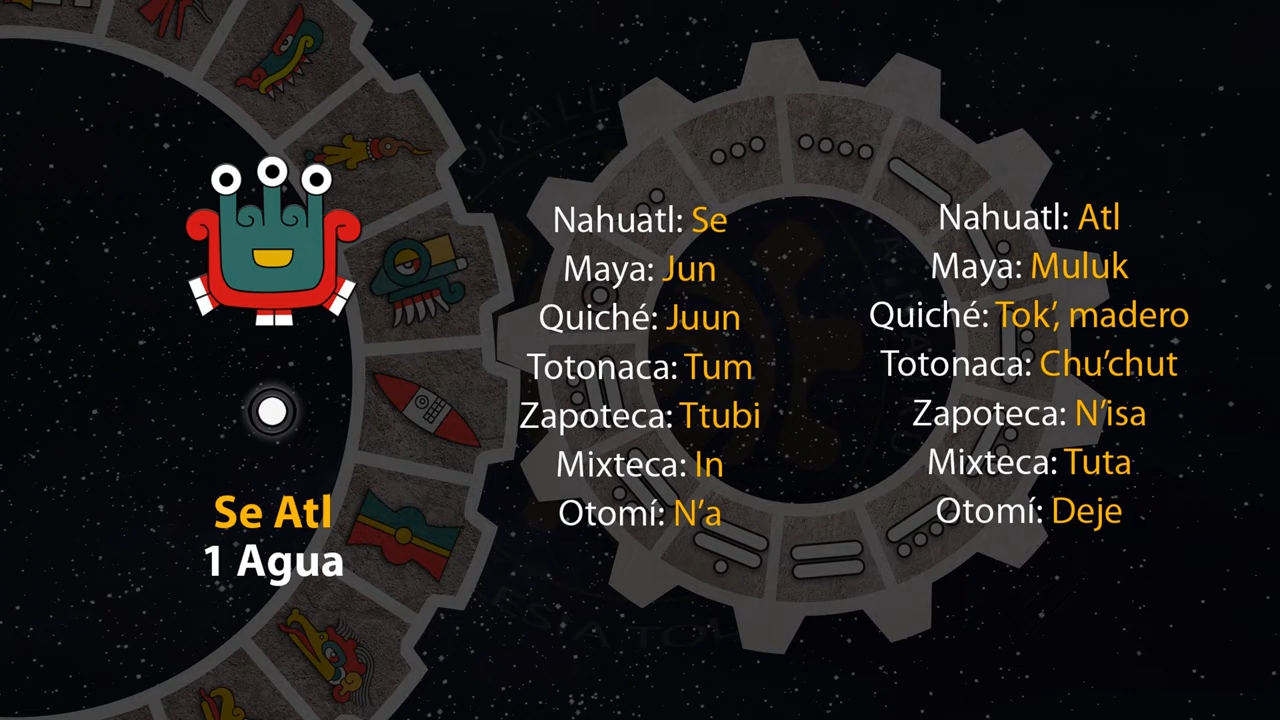 Nahuatl: Se
Maya: Jun
Quiché: Juun
Totonaca: Tum
Zapoteca: Ttubi
Mixteca: In
Otomí: N’a
Nahuatl: Atl
Maya: Muluk
Quiché: Tok’, madero
Totonaca: Chu’chut
Zapoteca: N’isa
Mixteca: Tuta
Otomí: Deje
Se Atl
1 Agua